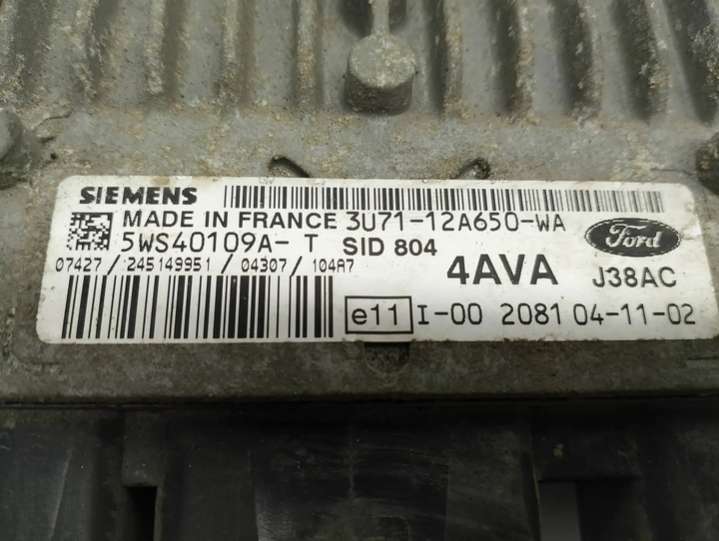 SIEMENS
MADE IN FRANCE 3U71-12A650-WA
5WS40109A- T SID 804
Ford
07427 / 245149951 / 04307 / 104A7
4AVA J38AC
e11 I-00 2081 04-11-02